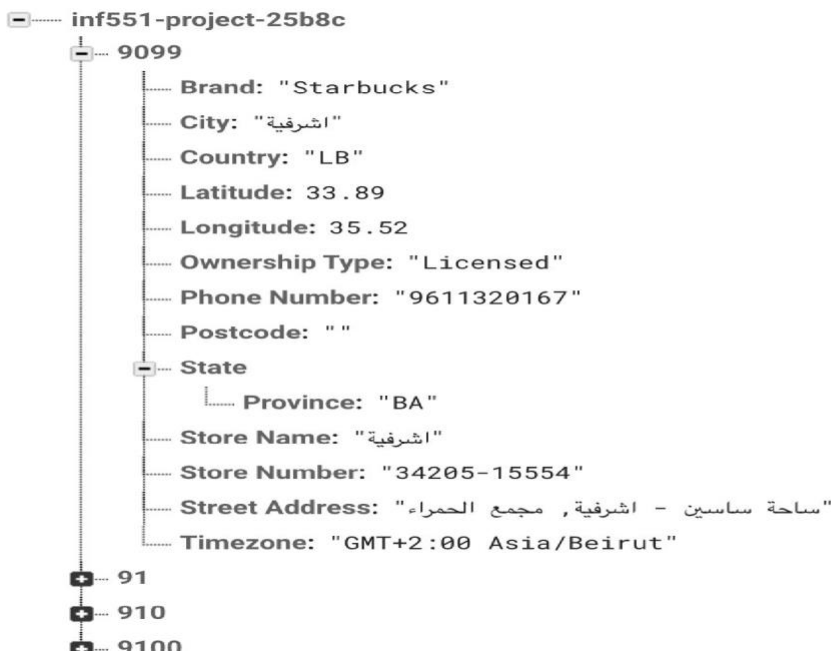 inf551-project-25b8c
9099
Brand: "Starbucks"
City: "اشرفية"
Country: "LB"
Latitude: 33.89
Longitude: 35.52
Ownership Type: "Licensed"
Phone Number: "9611320167"
Postcode: ""
State
Province: "BA"
Store Name: "اشرفية"
Store Number: "34205-15554"
Street Address: "ساحة ساسين - اشرفية, مجمع الحمراء"
Timezone: "GMT+2:00 Asia/Beirut"
91
910
9100